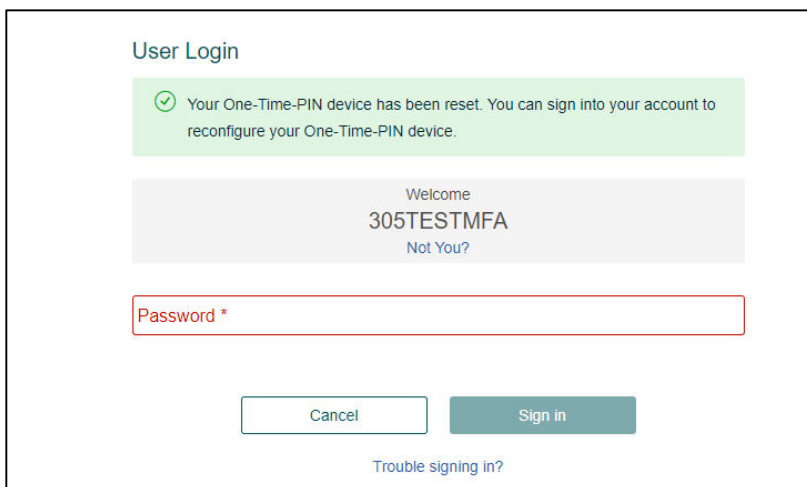 User Login
Your One-Time-PIN device has been reset. You can sign into your account to
reconfigure your One-Time-PIN device.
Welcome
305TESTMFA
Not You?
Password *
Cancel
Sign in
Trouble signing in?